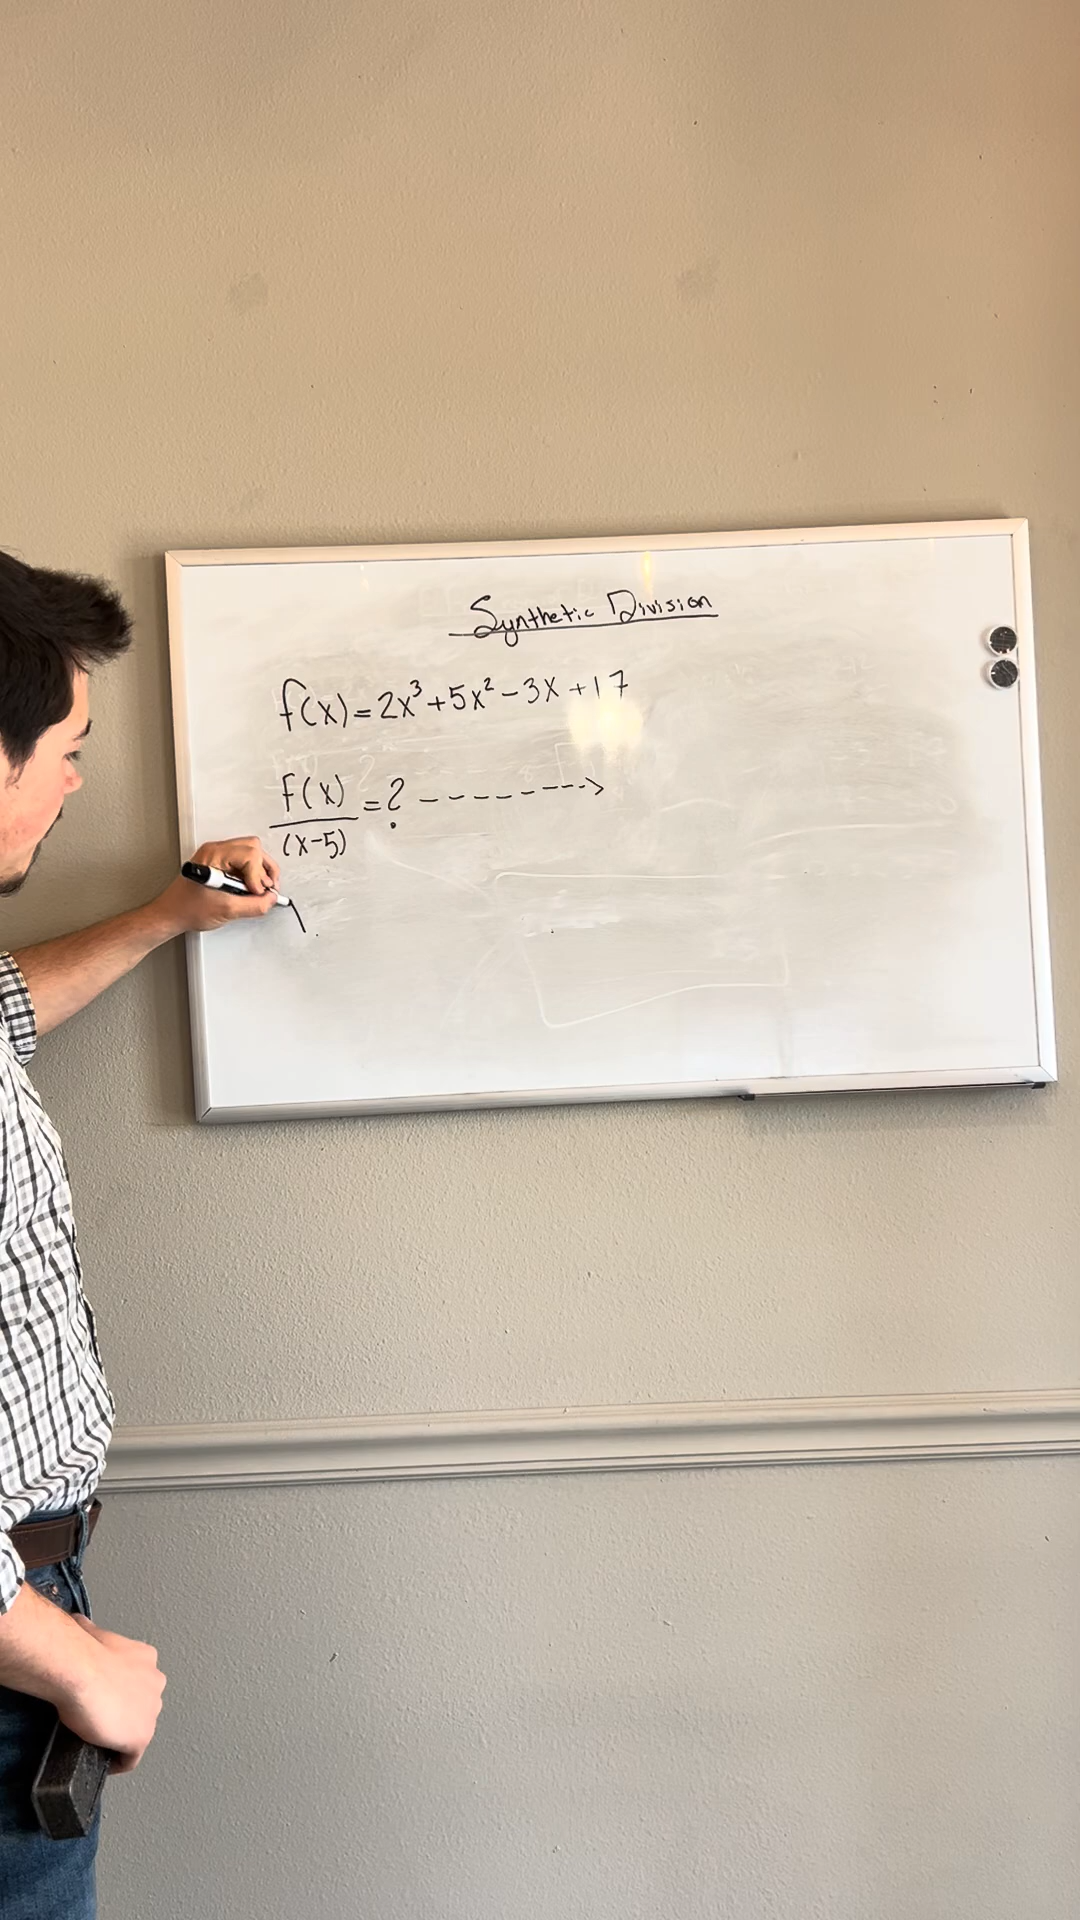 Synthetic Division
f(x)=2x³+5x²-3x+17
f(x)/(x-5) =? -------->